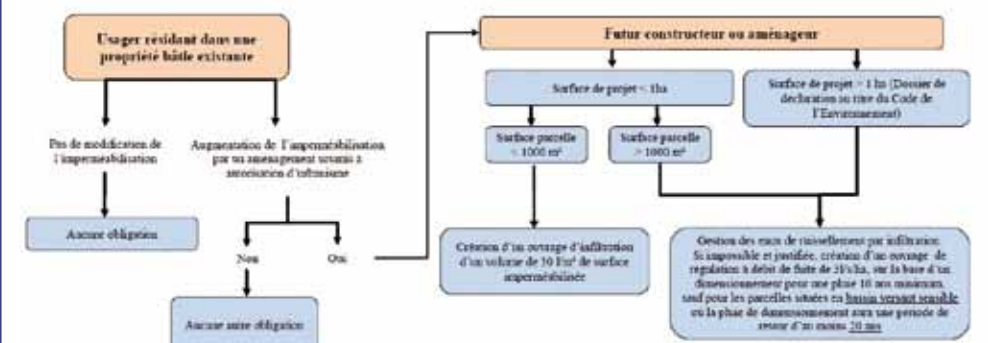 Usager résidant dans une
propriété bâtie existante
Pas de modification de
l'imperméabilisation
Augmentation de l'imperméabilisation
par un aménagement soumis à
autorisation d'urbanisme
Aucune obligation
Non
Oui
Aucune autre obligation
Futur constructeur ou aménageur
Surface de projet < 1ha
Surface de projet > 1 ha (Dossier de
déclaration au titre du Code de
l'Environnement)
Surface parcelle
< 1000 m²
Surface parcelle
> 1000 m²
Création d'un ouvrage d'infiltration
d'un volume de 30 l/m² de surface
imperméabilisée
Gestion des eaux de ruissellement par infiltration.
Si impossible et justifiée, création d'un ouvrage de
régulation à débit de fuite de 3l/s/ha, sur la base d'un
dimensionnement pour une pluie 10 ans minimum,
sauf pour les parcelles situées en bassin versant sensible
où la pluie de dimensionnement aura une période de
retour d'au moins 20 ans